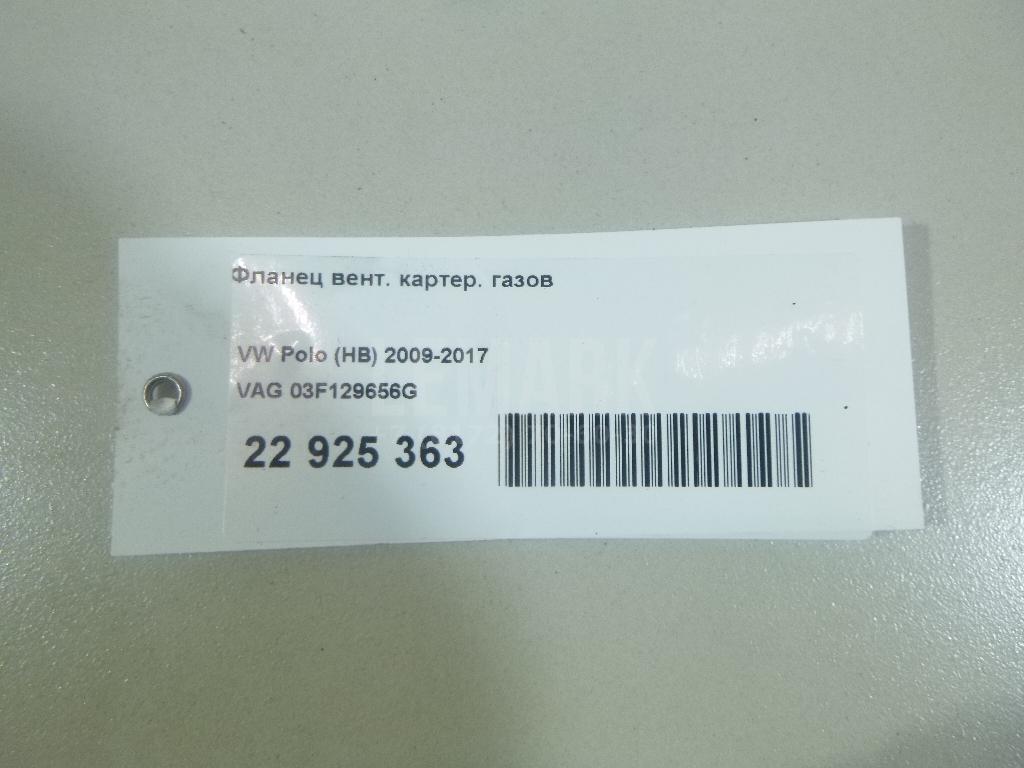 Фланец вент. картер. газов
VW Polo (HB) 2009-2017
VAG 03F129656G
22 925 363